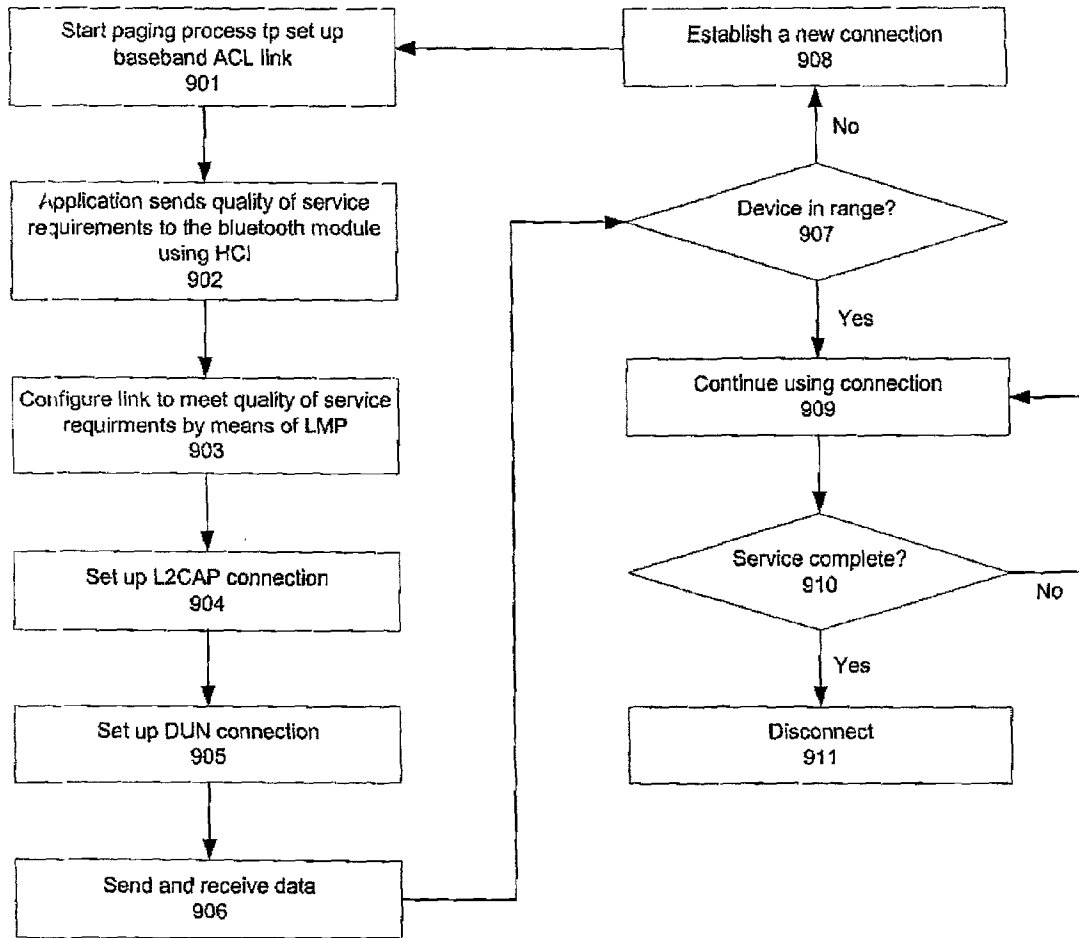 Start paging process tp set up
baseband ACL link
901
Application sends quality of service
requirements to the bluetooth module
using HCI
902
Configure link to meet quality of service
requirments by means of LMP
903
Set up L2CAP connection
904
Set up DUN connection
905
Send and receive data
906
Establish a new connection
908
No
Device in range?
907
Yes
Continue using connection
909
Service complete?
910
No
Yes
Disconnect
911